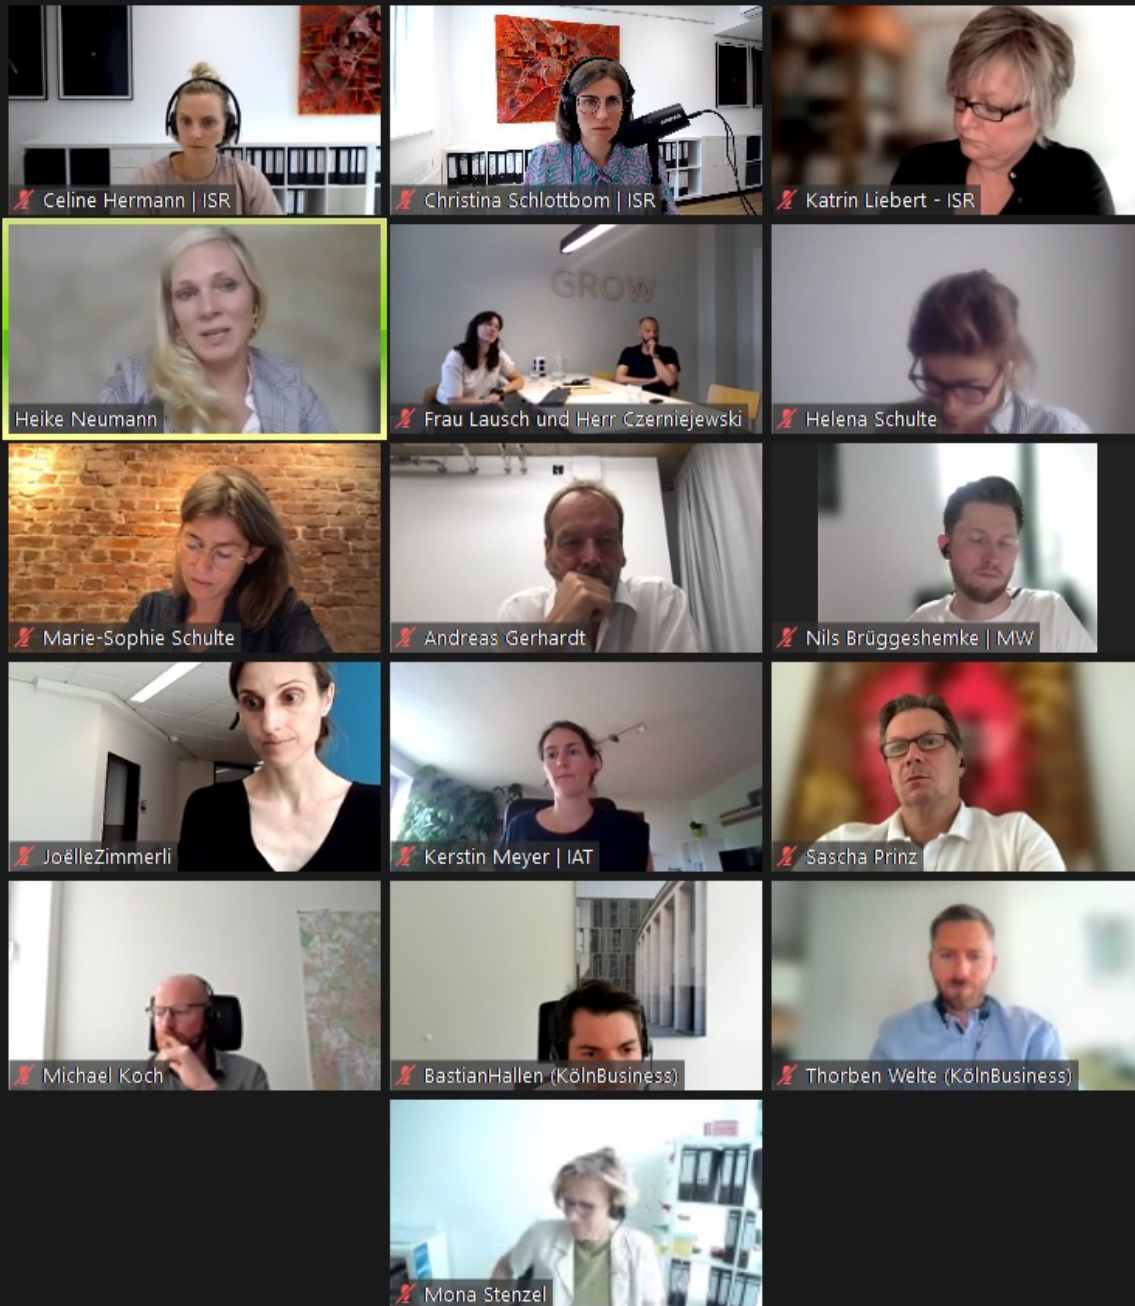 Celine Hermann | ISR
Christina Schlottbom | ISR
Katrin Liebert - ISR
Heike Neumann
GROW
Frau Lausch und Herr Czerniejewski
Helena Schulte
Marie-Sophie Schulte
Andreas Gerhardt
Nils Brüggeshemke | MW
JoëlleZimmerli
Kerstin Meyer | IAT
Sascha Prinz
Michael Koch
BastianHallen (KölnBusiness)
Thorben Welte (KölnBusiness)
Mona Stenzel